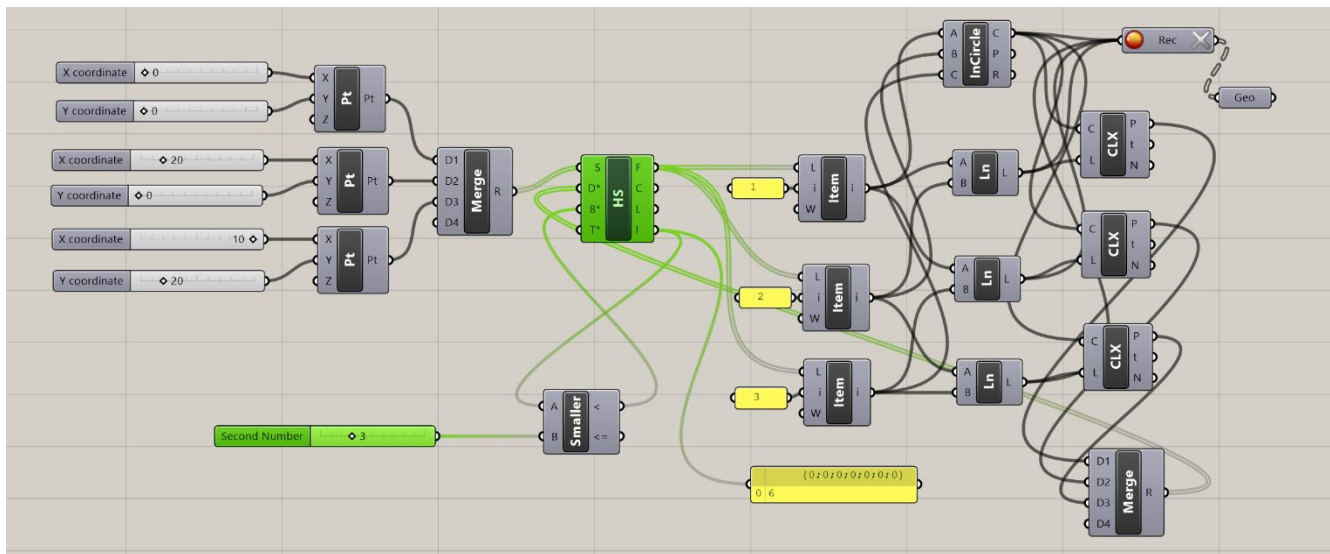 X coordinate 0
Y coordinate 0
X Y Z Pt Pt
X coordinate 20
Y coordinate 0
X Y Z Pt Pt
X coordinate 10
Y coordinate 20
X Y Z Pt Pt
D1 D2 D3 D4 Merge R
S D* B* T* HS F C L I
Second Number 3
A B Smaller < <=
{0;0;0;0;0;0;0}
0 6
1
L i W Item i
2
L i W Item i
3
L i W Item i
A B C InCircle C P R
A B Ln L
A B Ln L
A B Ln L
Rec
Geo
C L CLX P t N
C L CLX P t N
C L CLX P t N
D1 D2 D3 D4 Merge R